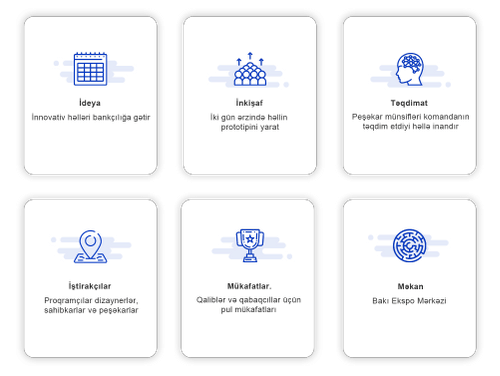 İdeya
İnnovativ həlləri bankçılığa gətir
İnkişaf
İki gün ərzində həllin
prototipini yarat
Təqdimat
Peşəkar münsifləri komandanın
təqdim etdiyi həllə inandır
İştirakçılar
Proqramçılar dizaynerlər,
sahibkarlar və peşəkarlar
Mükafatlar.
Qaliblər və qabaqcıllar üçün
pul mükafatları
Məkan
Bakı Ekspo Mərkəzi